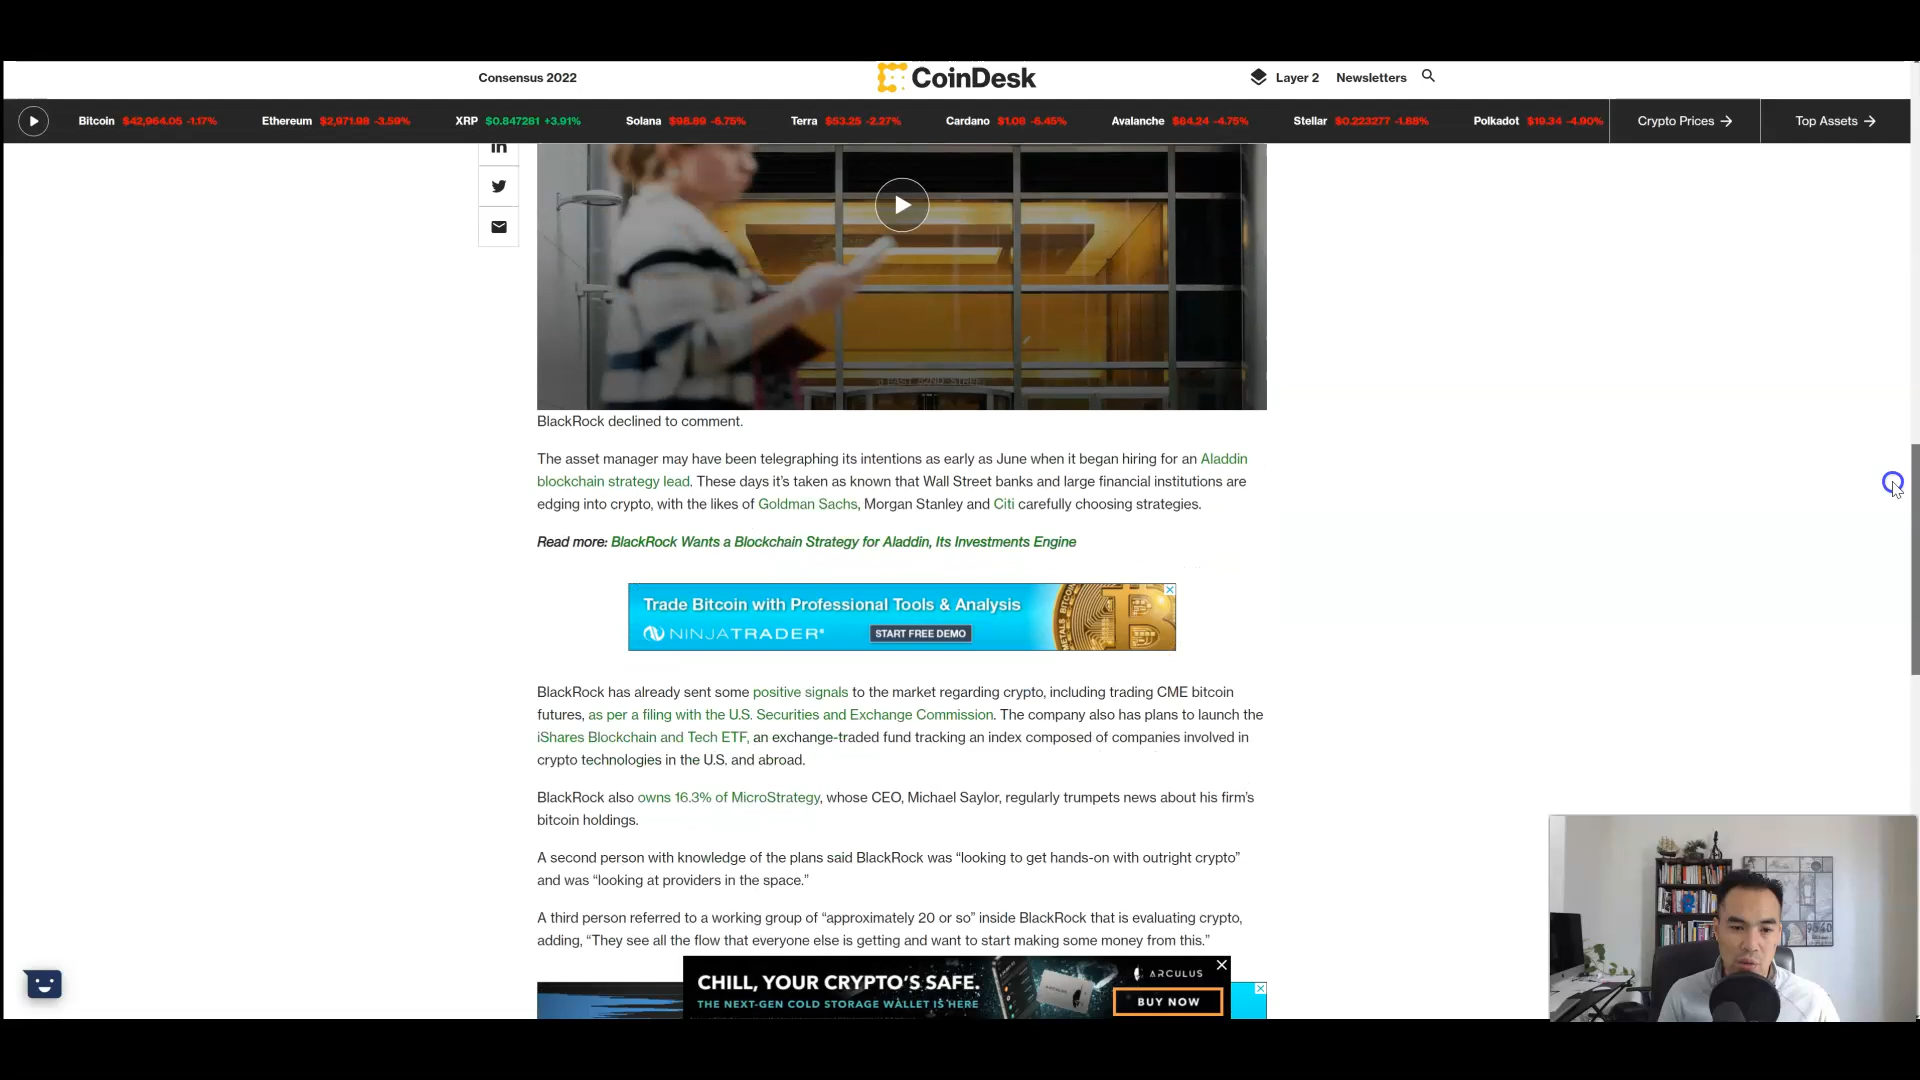 Consensus 2022
CoinDesk
Layer 2 Newsletters
Bitcoin $42,964.05 -1.17% Ethereum $2,971.98 -3.59% XRP $0.847281 +3.91% Solana $98.89 -6.75% Terra $53.25 -2.27% Cardano $1.08 -6.45% Avalanche $84.24 -4.75% Stellar $0.223277 -1.88% Polkadot $19.34 -4.90% Crypto Prices → Top Assets →
BlackRock declined to comment.
The asset manager may have been telegraphing its intentions as early as June when it began hiring for an Aladdin
blockchain strategy lead. These days it’s taken as known that Wall Street banks and large financial institutions are
edging into crypto, with the likes of Goldman Sachs, Morgan Stanley and Citi carefully choosing strategies.
Read more: BlackRock Wants a Blockchain Strategy for Aladdin, Its Investments Engine
Trade Bitcoin with Professional Tools & Analysis
NINJATRADER® START FREE DEMO
BlackRock has already sent some positive signals to the market regarding crypto, including trading CME bitcoin
futures, as per a filing with the U.S. Securities and Exchange Commission. The company also has plans to launch the
iShares Blockchain and Tech ETF, an exchange-traded fund tracking an index composed of companies involved in
crypto technologies in the U.S. and abroad.
BlackRock also owns 16.3% of MicroStrategy, whose CEO, Michael Saylor, regularly trumpets news about his firm’s
bitcoin holdings.
A second person with knowledge of the plans said BlackRock was “looking to get hands-on with outright crypto”
and was “looking at providers in the space.”
A third person referred to a working group of “approximately 20 or so” inside BlackRock that is evaluating crypto,
adding, “They see all the flow that everyone else is getting and want to start making some money from this.”
CHILL, YOUR CRYPTO'S SAFE.
THE NEXT-GEN COLD STORAGE WALLET IS HERE
ARCULUS
BUY NOW